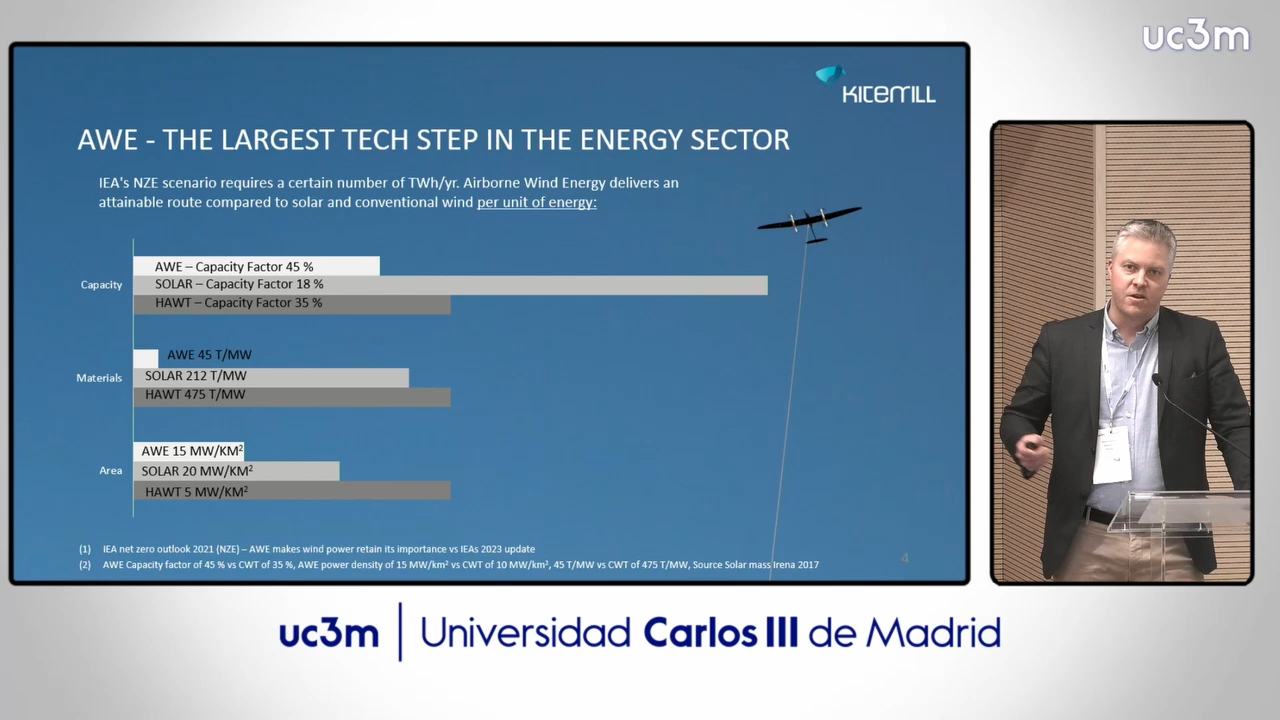 uc3m
KITEMILL
AWE - THE LARGEST TECH STEP IN THE ENERGY SECTOR
IEA's NZE scenario requires a certain number of TWh/yr. Airborne Wind Energy delivers an
attainable route compared to solar and conventional wind per unit of energy:
Capacity
AWE – Capacity Factor 45 %
SOLAR – Capacity Factor 18 %
HAWT – Capacity Factor 35 %
Materials
AWE 45 T/MW
SOLAR 212 T/MW
HAWT 475 T/MW
Area
AWE 15 MW/KM²
SOLAR 20 MW/KM²
HAWT 5 MW/KM²
(1) IEA net zero outlook 2021 (NZE) – AWE makes wind power retain its importance vs IEAs 2023 update
(2) AWE Capacity factor of 45 % vs CWT of 35 %, AWE power density of 15 MW/km² vs CWT of 10 MW/km², 45 T/MW vs CWT of 475 T/MW, Source Solar mass Irena 2017
4
uc3m | Universidad Carlos III de Madrid